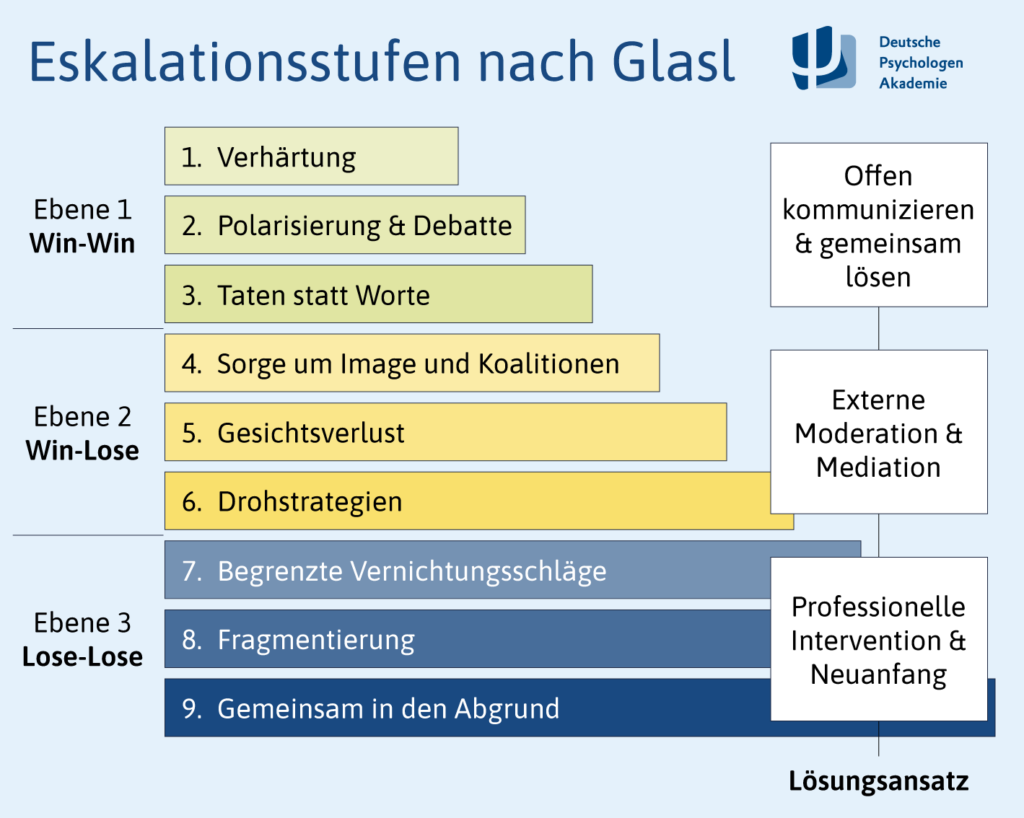 Eskalationsstufen nach Glasl
Deutsche
Psychologen
Akademie
Ebene 1
Win-Win
1. Verhärtung
2. Polarisierung & Debatte
3. Taten statt Worte
Offen
kommunizieren
& gemeinsam
lösen
Ebene 2
Win-Lose
4. Sorge um Image und Koalitionen
5. Gesichtsverlust
6. Drohstrategien
Externe
Moderation &
Mediation
Ebene 3
Lose-Lose
7. Begrenzte Vernichtungsschläge
8. Fragmentierung
9. Gemeinsam in den Abgrund
Professionelle
Intervention &
Neuanfang
Lösungsansatz